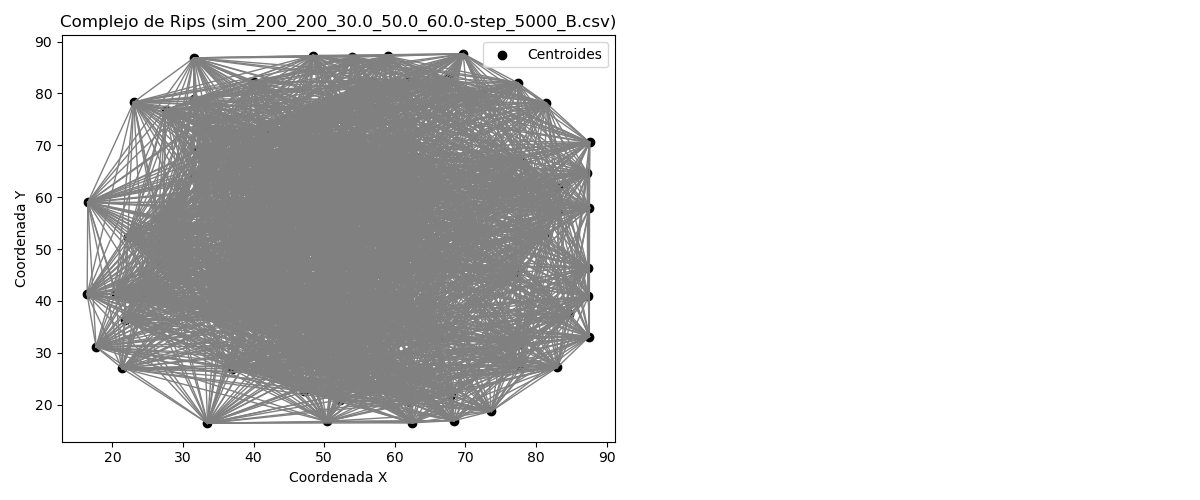 Complejo de Rips (sim_200_200_30.0_50.0_60.0-step_5000_B.csv)
Centroides
90
80
70
60
50
40
30
20
Coordenada Y
20 30 40 50 60 70 80 90
Coordenada X